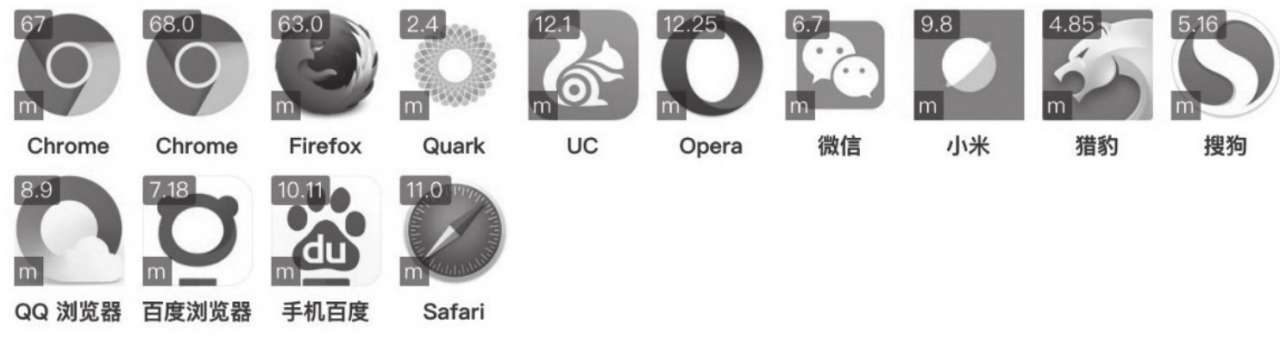 67 68.0 63.0 2.4 12.1 12.25 6.7 9.8 4.85 5.16
m m m m m m m m m m
Chrome Chrome Firefox Quark UC Opera 微信 小米 猎豹 搜狗
8.9 7.18 10.11 11.0
du
m m m m
QQ 浏览器 百度浏览器 手机百度 Safari